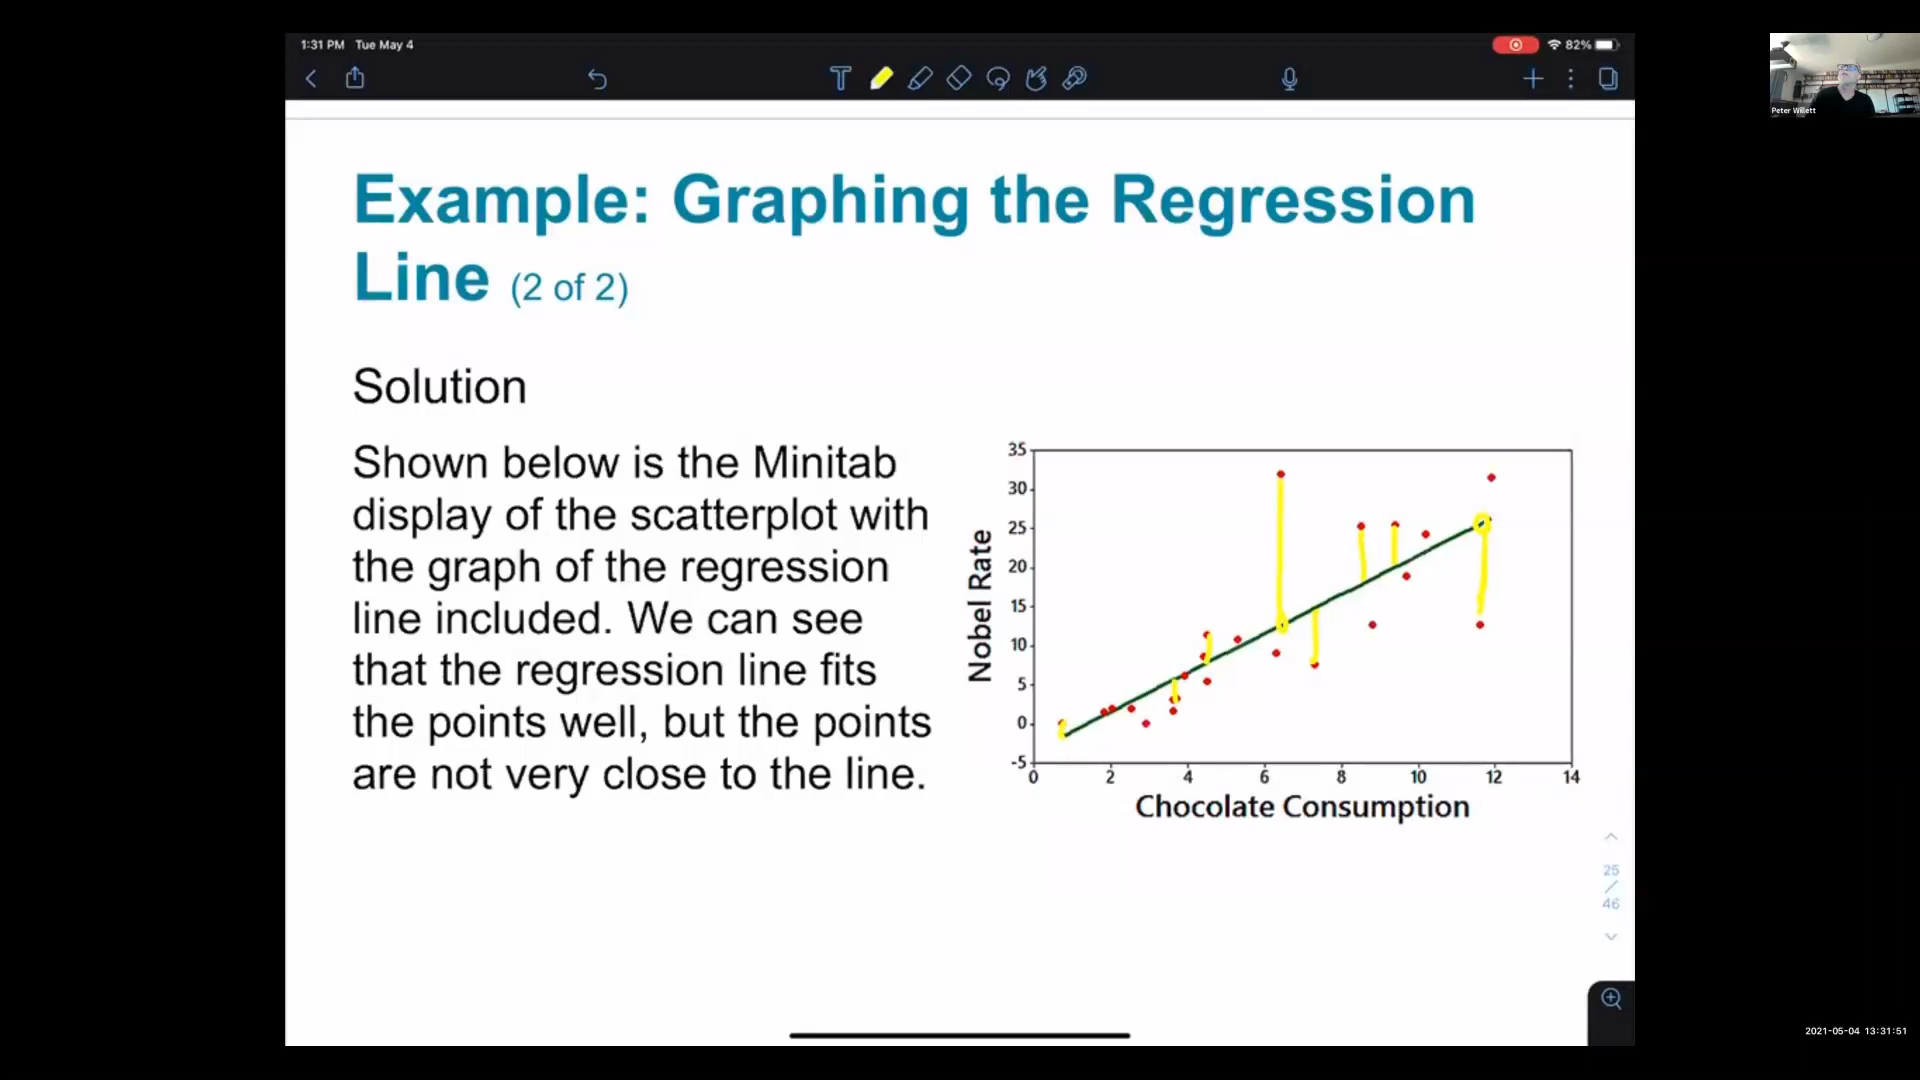 1:31 PM Tue May 4
82%
Peter Willett
Example: Graphing the Regression
Line (2 of 2)
Solution
Shown below is the Minitab
display of the scatterplot with
the graph of the regression
line included. We can see
that the regression line fits
the points well, but the points
are not very close to the line.
35
30
25
20
15
10
5
0
-5
Nobel Rate
0 2 4 6 8 10 12 14
Chocolate Consumption
25
/
46
2021-05-04 13:31:51